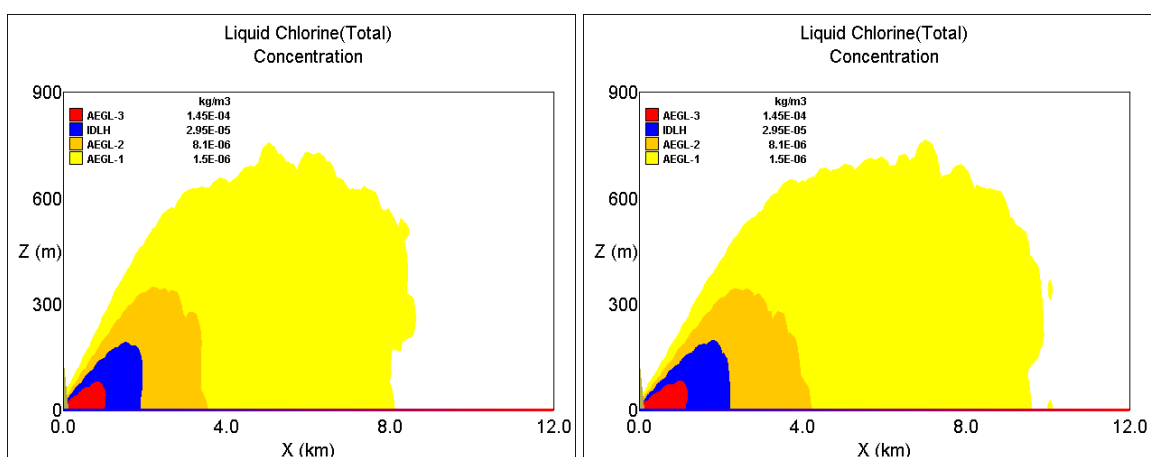 Liquid Chlorine(Total)
Concentration
900
kg/m3
AEGL-3 1.45E-04
IDLH 2.95E-05
AEGL-2 8.1E-06
AEGL-1 1.5E-06
600
Z (m)
300
0
0.0 4.0 8.0 12.0
X (km)
Liquid Chlorine(Total)
Concentration
900
kg/m3
AEGL-3 1.45E-04
IDLH 2.95E-05
AEGL-2 8.1E-06
AEGL-1 1.5E-06
600
Z (m)
300
0
0.0 4.0 8.0 12.0
X (km)